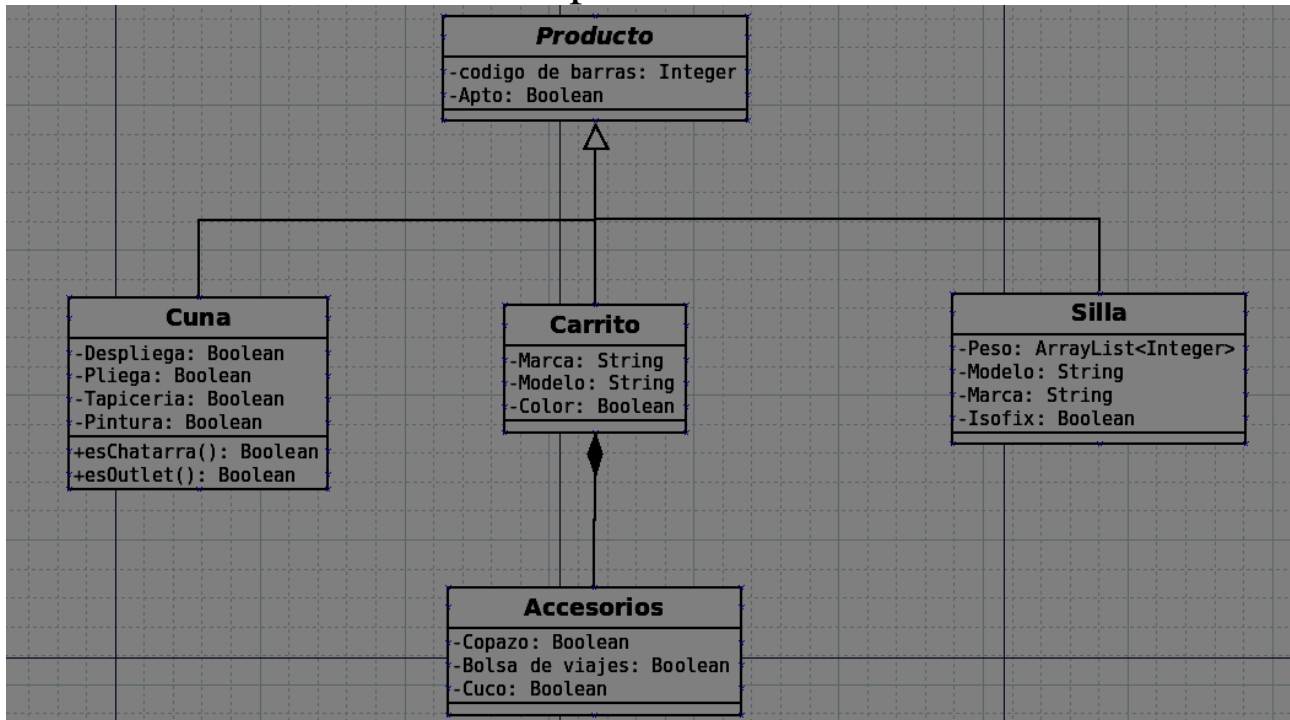 Producto
-codigo de barras: Integer
-Apto: Boolean
Cuna
-Despliega: Boolean
-Pliega: Boolean
-Tapiceria: Boolean
-Pintura: Boolean
+esChatarra(): Boolean
+esOutlet(): Boolean
Carrito
-Marca: String
-Modelo: String
-Color: Boolean
Silla
-Peso: ArrayList<Integer>
-Modelo: String
-Marca: String
-Isofix: Boolean
Accesorios
-Copazo: Boolean
-Bolsa de viajes: Boolean
-Cuco: Boolean